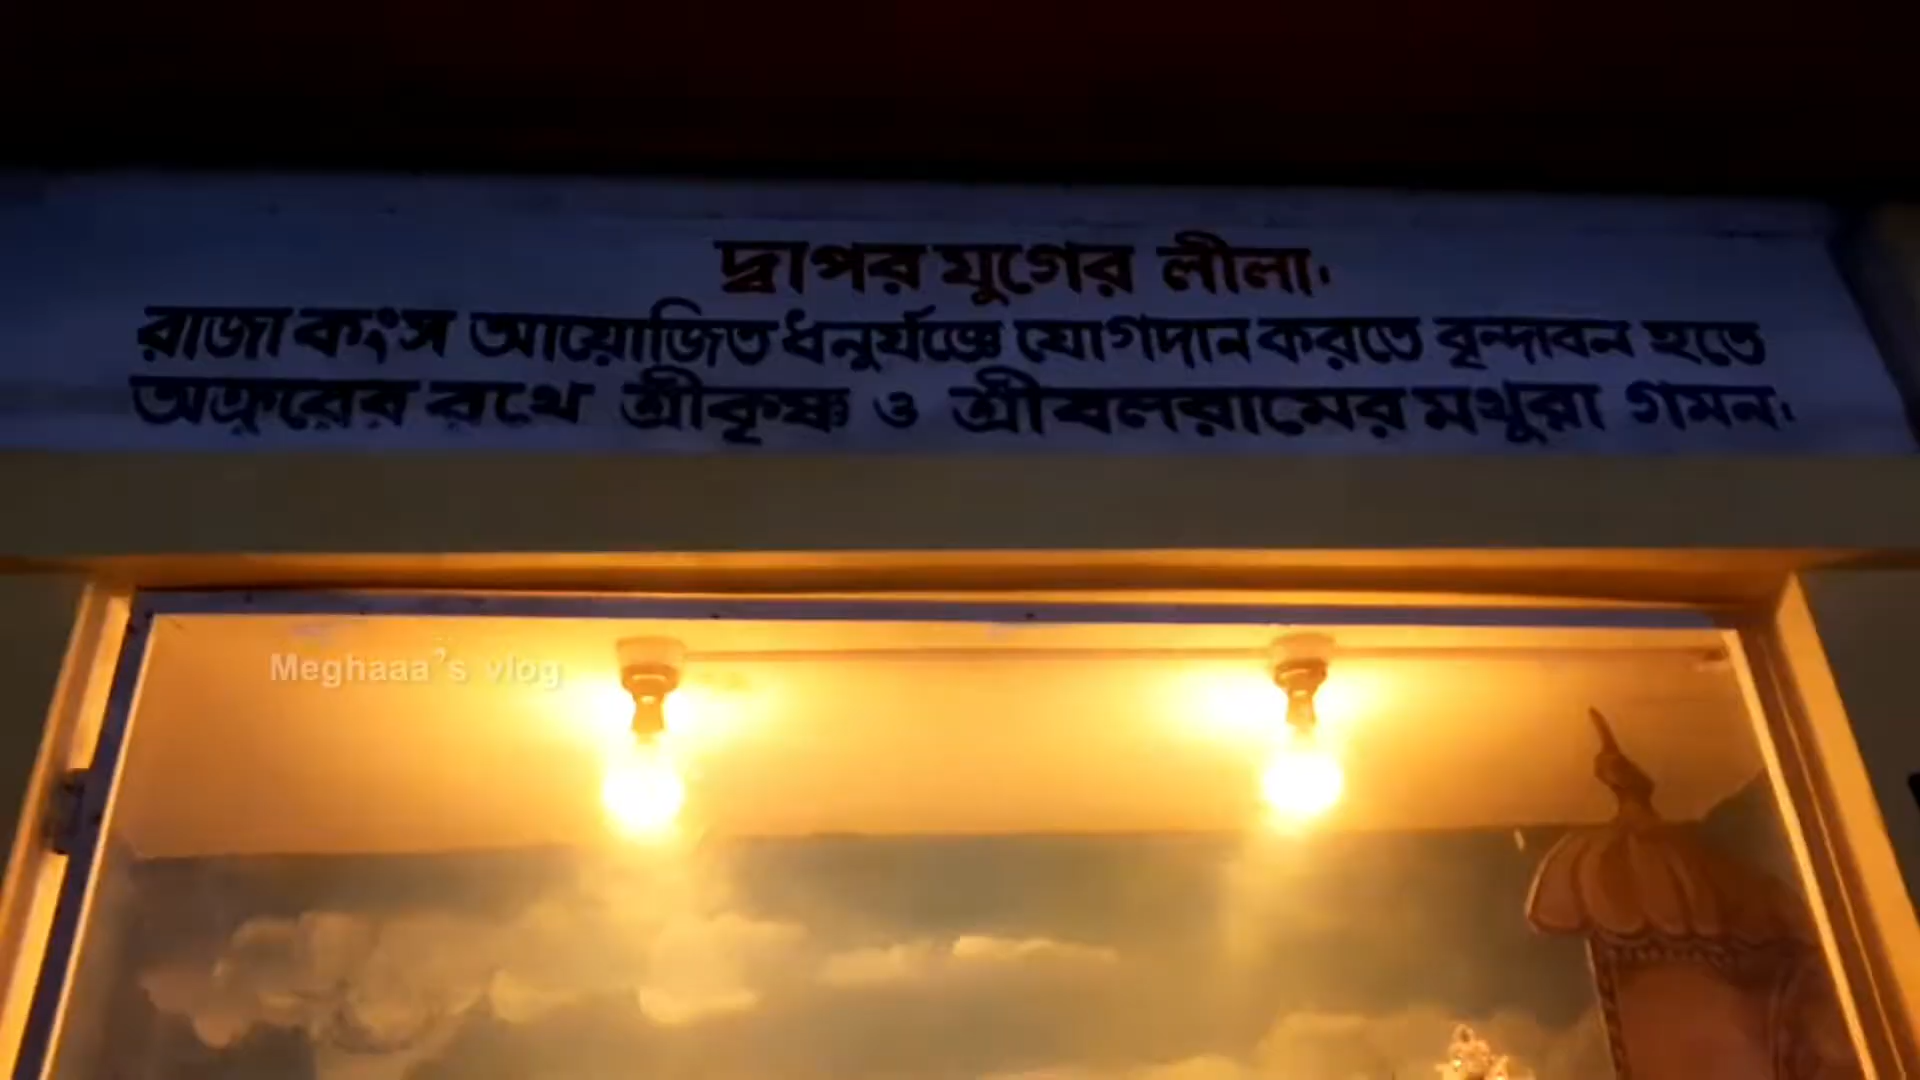 দ্বাপর যুগের লীলা।
রাজা কংস আয়োজিত ধনুর্যজ্ঞে যোগদান করতে বৃন্দাবন হতে
অক্রুরের রথে শ্রীকৃষ্ণ ও শ্রীবলরামের মথুরা গমন।
Meghaaa's vlog